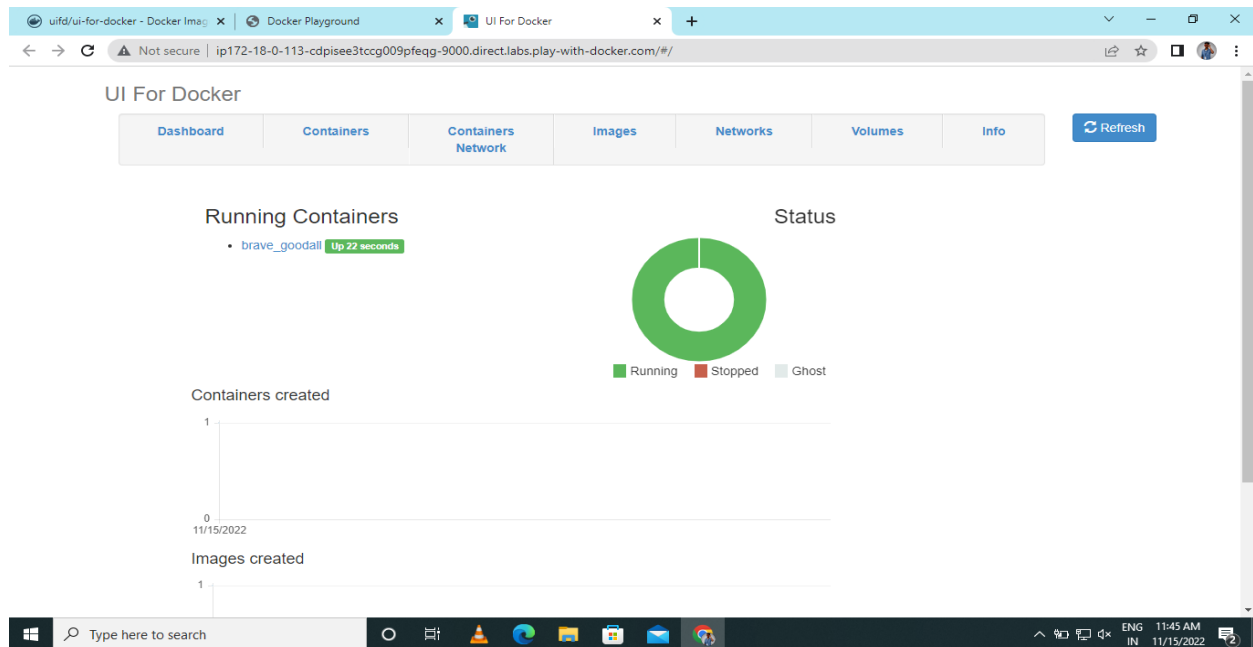 uifd/ui-for-docker - Docker Imag
Docker Playground
UI For Docker
Not secure
ip172-18-0-113-cdpisee3tccg009pfeqg-9000.direct.labs.play-with-docker.com/#/
UI For Docker
Dashboard
Containers
Containers
Network
Images
Networks
Volumes
Info
Refresh
Running Containers
Status
brave_goodall Up 22 seconds
Running
Stopped
Ghost
Containers created
1
0
11/15/2022
Images created
1
Type here to search
ENG 11:45 AM
IN 11/15/2022
2